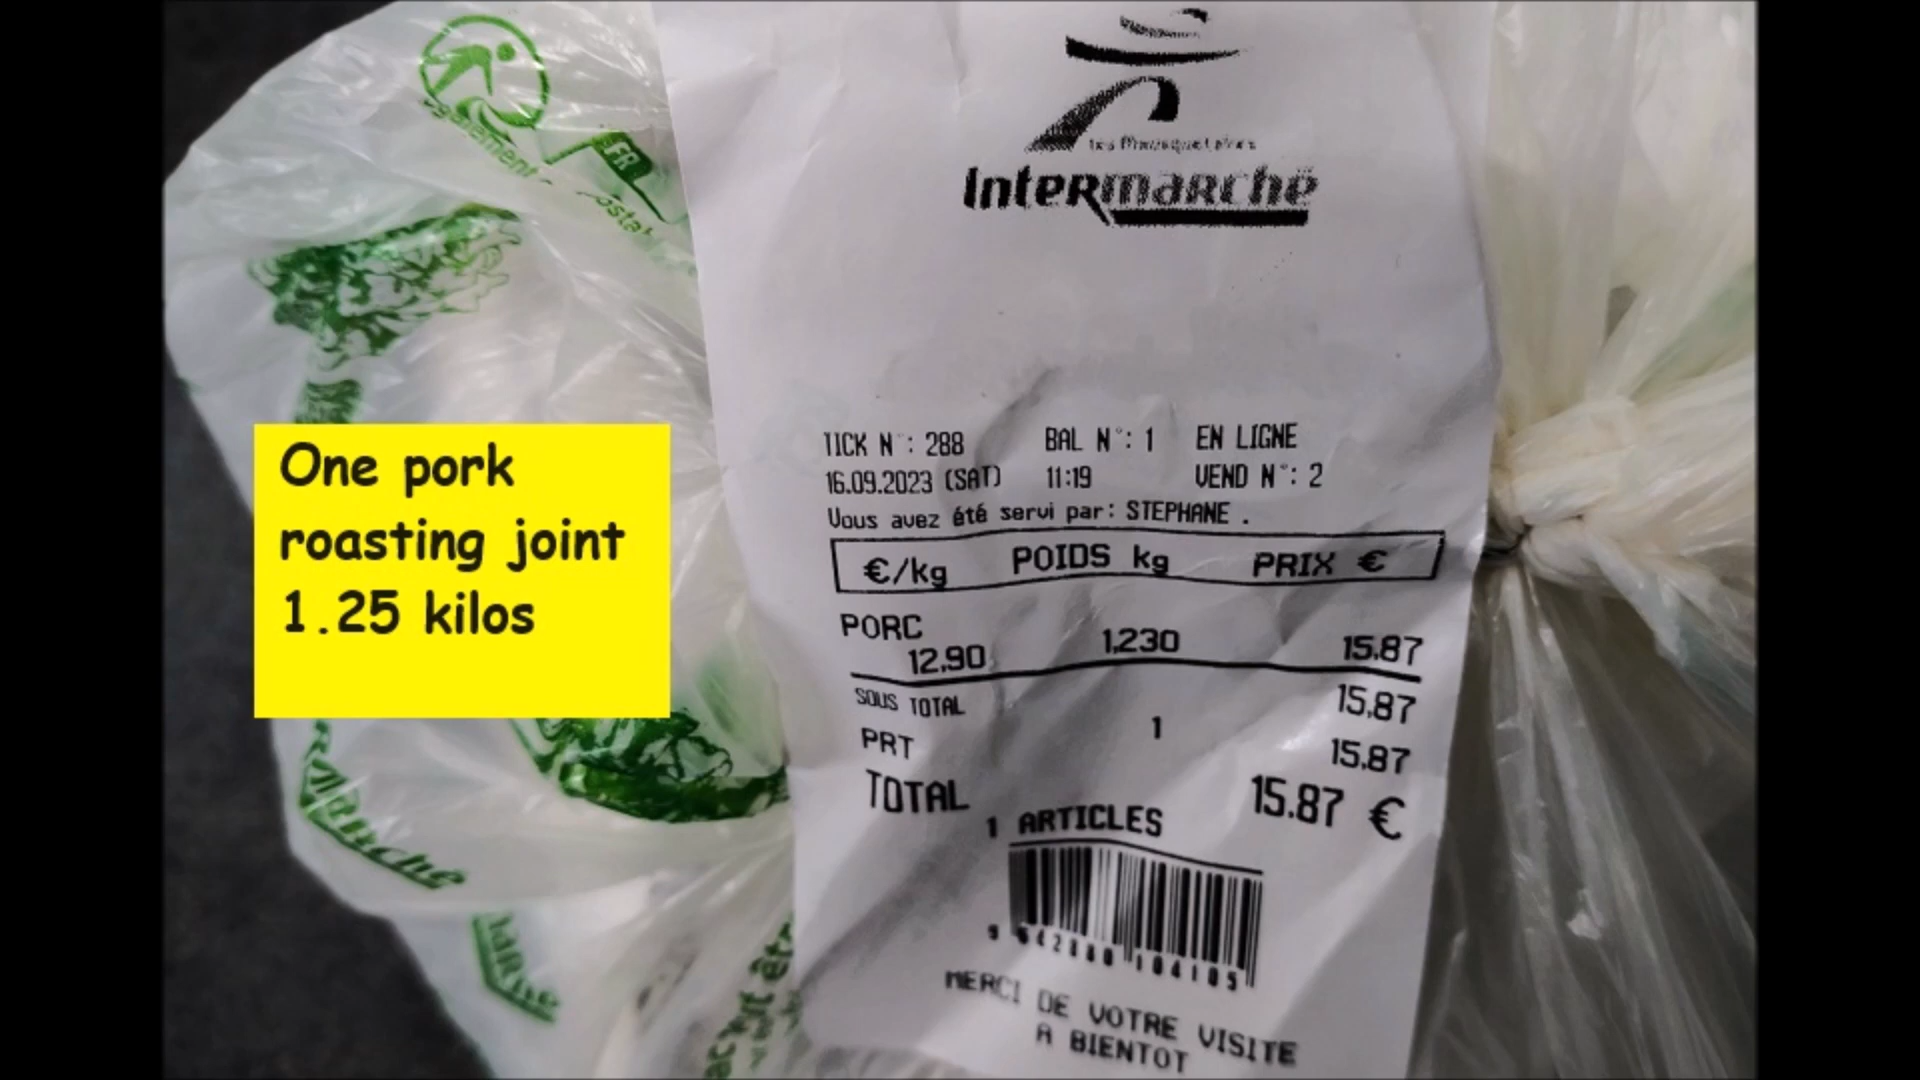 FR
les Mousquetaires
Intermarché
TICK N°: 288 BAL N°: 1 EN LIGNE
16.09.2023 (SAT) 11:19 VEND N°: 2
Vous avez été servi par: STEPHANE .
€/kg POIDS kg PRIX €
PORC
12,90 1,230 15,87
SOUS TOTAL 15,87
PRT 1 15,87
TOTAL 15.87 €
1 ARTICLES
MERCI DE VOTRE VISITE
A BIENTOT
One pork
roasting joint
1.25 kilos